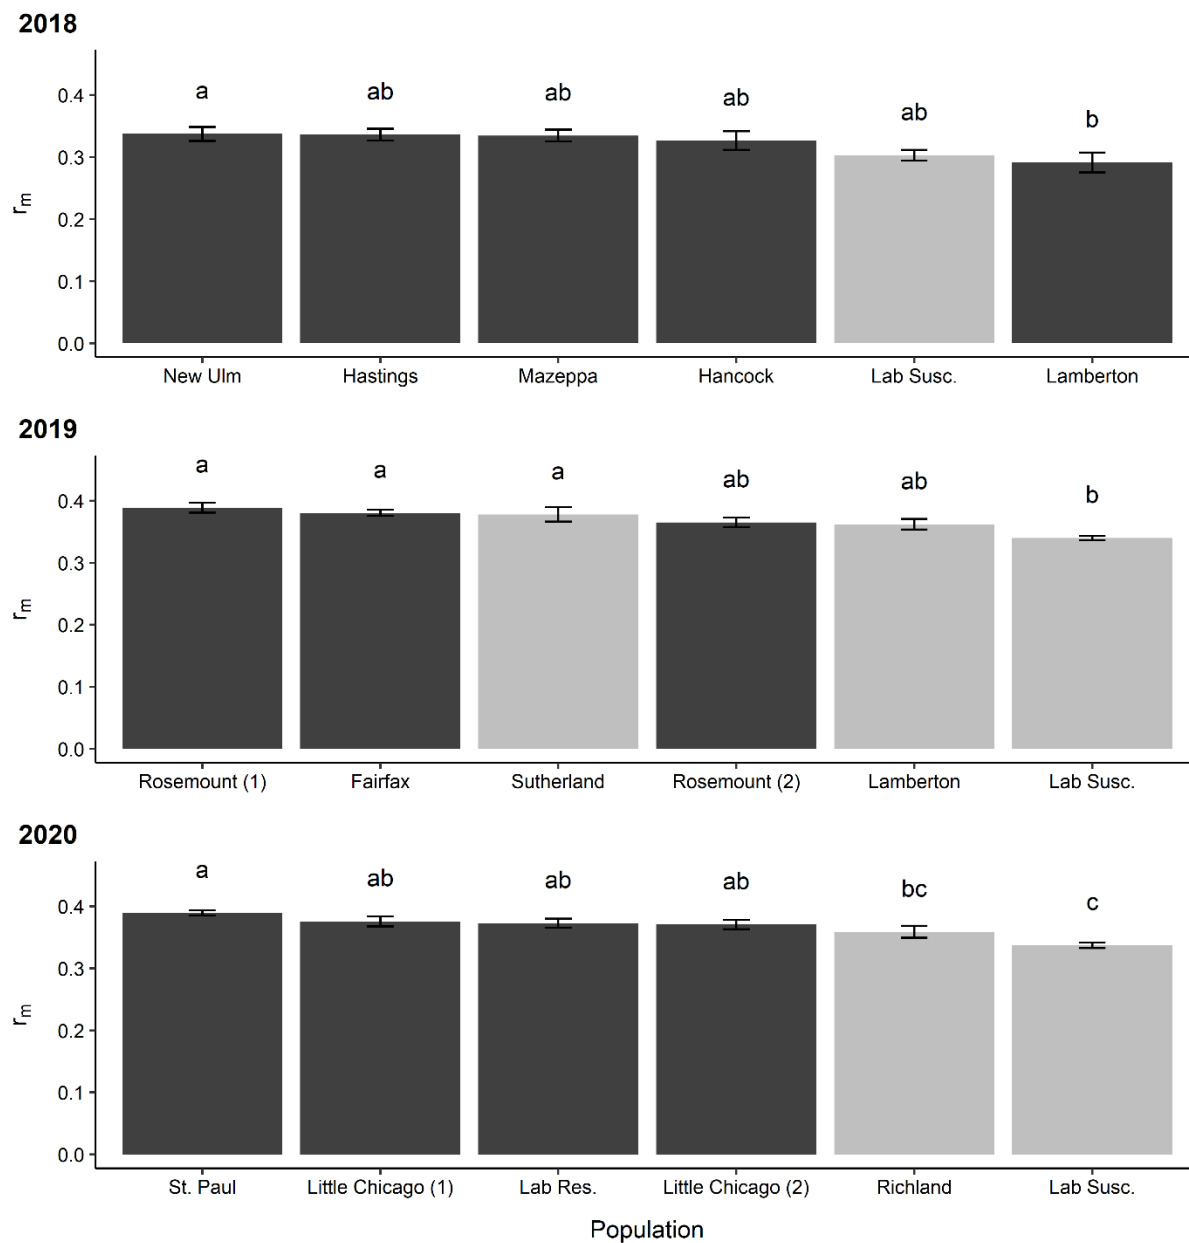 2018
a ab ab ab ab b
0.4
0.3
0.2
0.1
0.0
rₘ
New Ulm Hastings Mazeppa Hancock Lab Susc. Lamberton
2019
a a a ab ab b
0.4
0.3
0.2
0.1
0.0
rₘ
Rosemount (1) Fairfax Sutherland Rosemount (2) Lamberton Lab Susc.
2020
a ab ab ab bc c
0.4
0.3
0.2
0.1
0.0
rₘ
St. Paul Little Chicago (1) Lab Res. Little Chicago (2) Richland Lab Susc.
Population